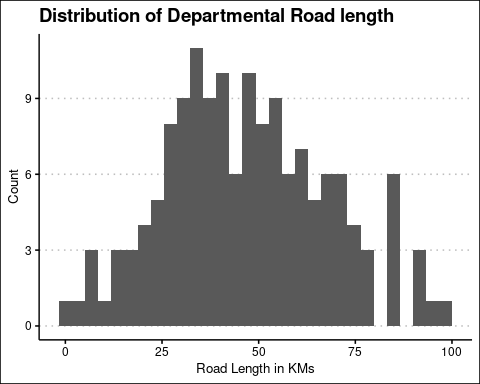 Distribution of Departmental Road length
Count
9
6
3
0
0 25 50 75 100
Road Length in KMs